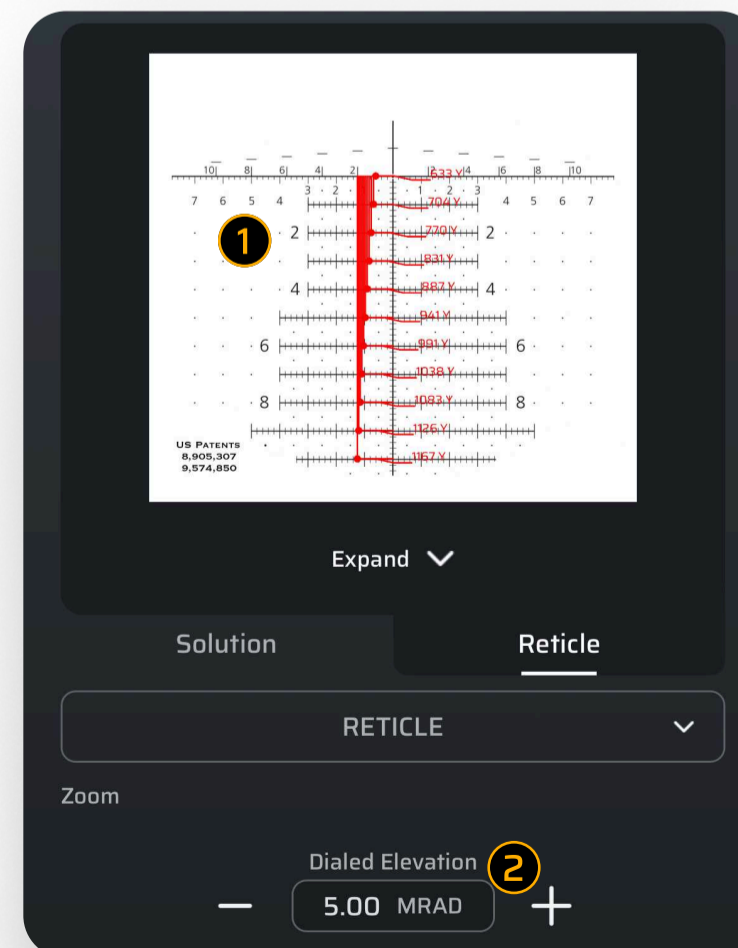 10 8 6 4 2 2 4 6 8 10
633 Y
7 6 5 4 3 2 1 2 3 4 5 6 7
704 Y
1
2 770 Y 2
831 Y
4 887 Y 4
941 Y
6 991 Y 6
1038 Y
8 1083 Y 8
1126 Y
US PATENTS
8,905,307
9,574,850
1167 Y
Expand
Solution Reticle
RETICLE
Zoom
Dialed Elevation 2
5.00 MRAD